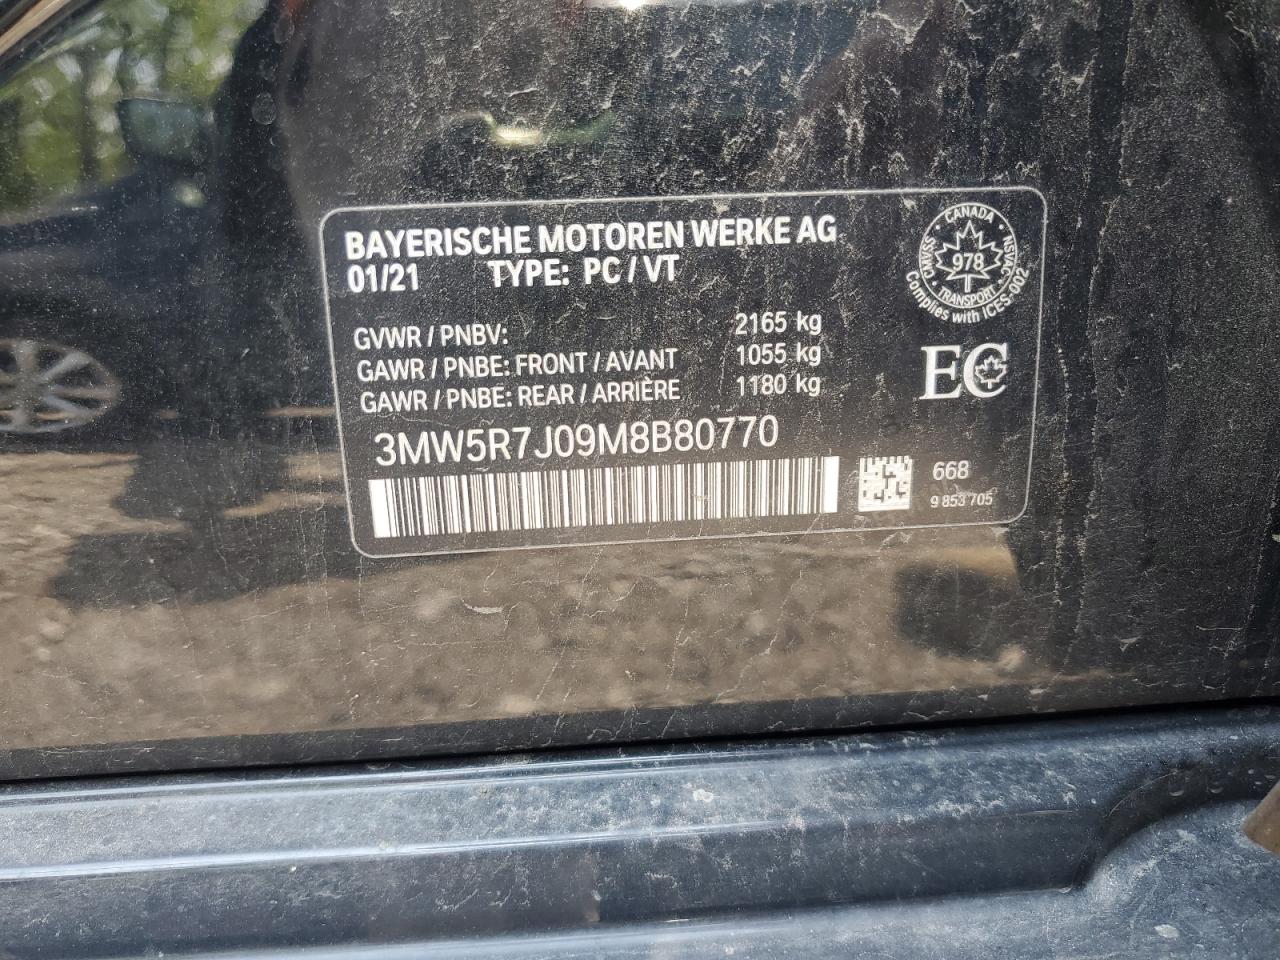 BAYERISCHE MOTOREN WERKE AG
01/21 TYPE: PC / VT
GVWR / PNBV: 2165 kg
GAWR / PNBE: FRONT / AVANT 1055 kg
GAWR / PNBE: REAR / ARRIÈRE 1180 kg
3MW5R7J09M8B80770
668
9 853 705
CANADA
CMVSS
978
NSVAC
TRANSPORT
Complies with ICES-002
EC